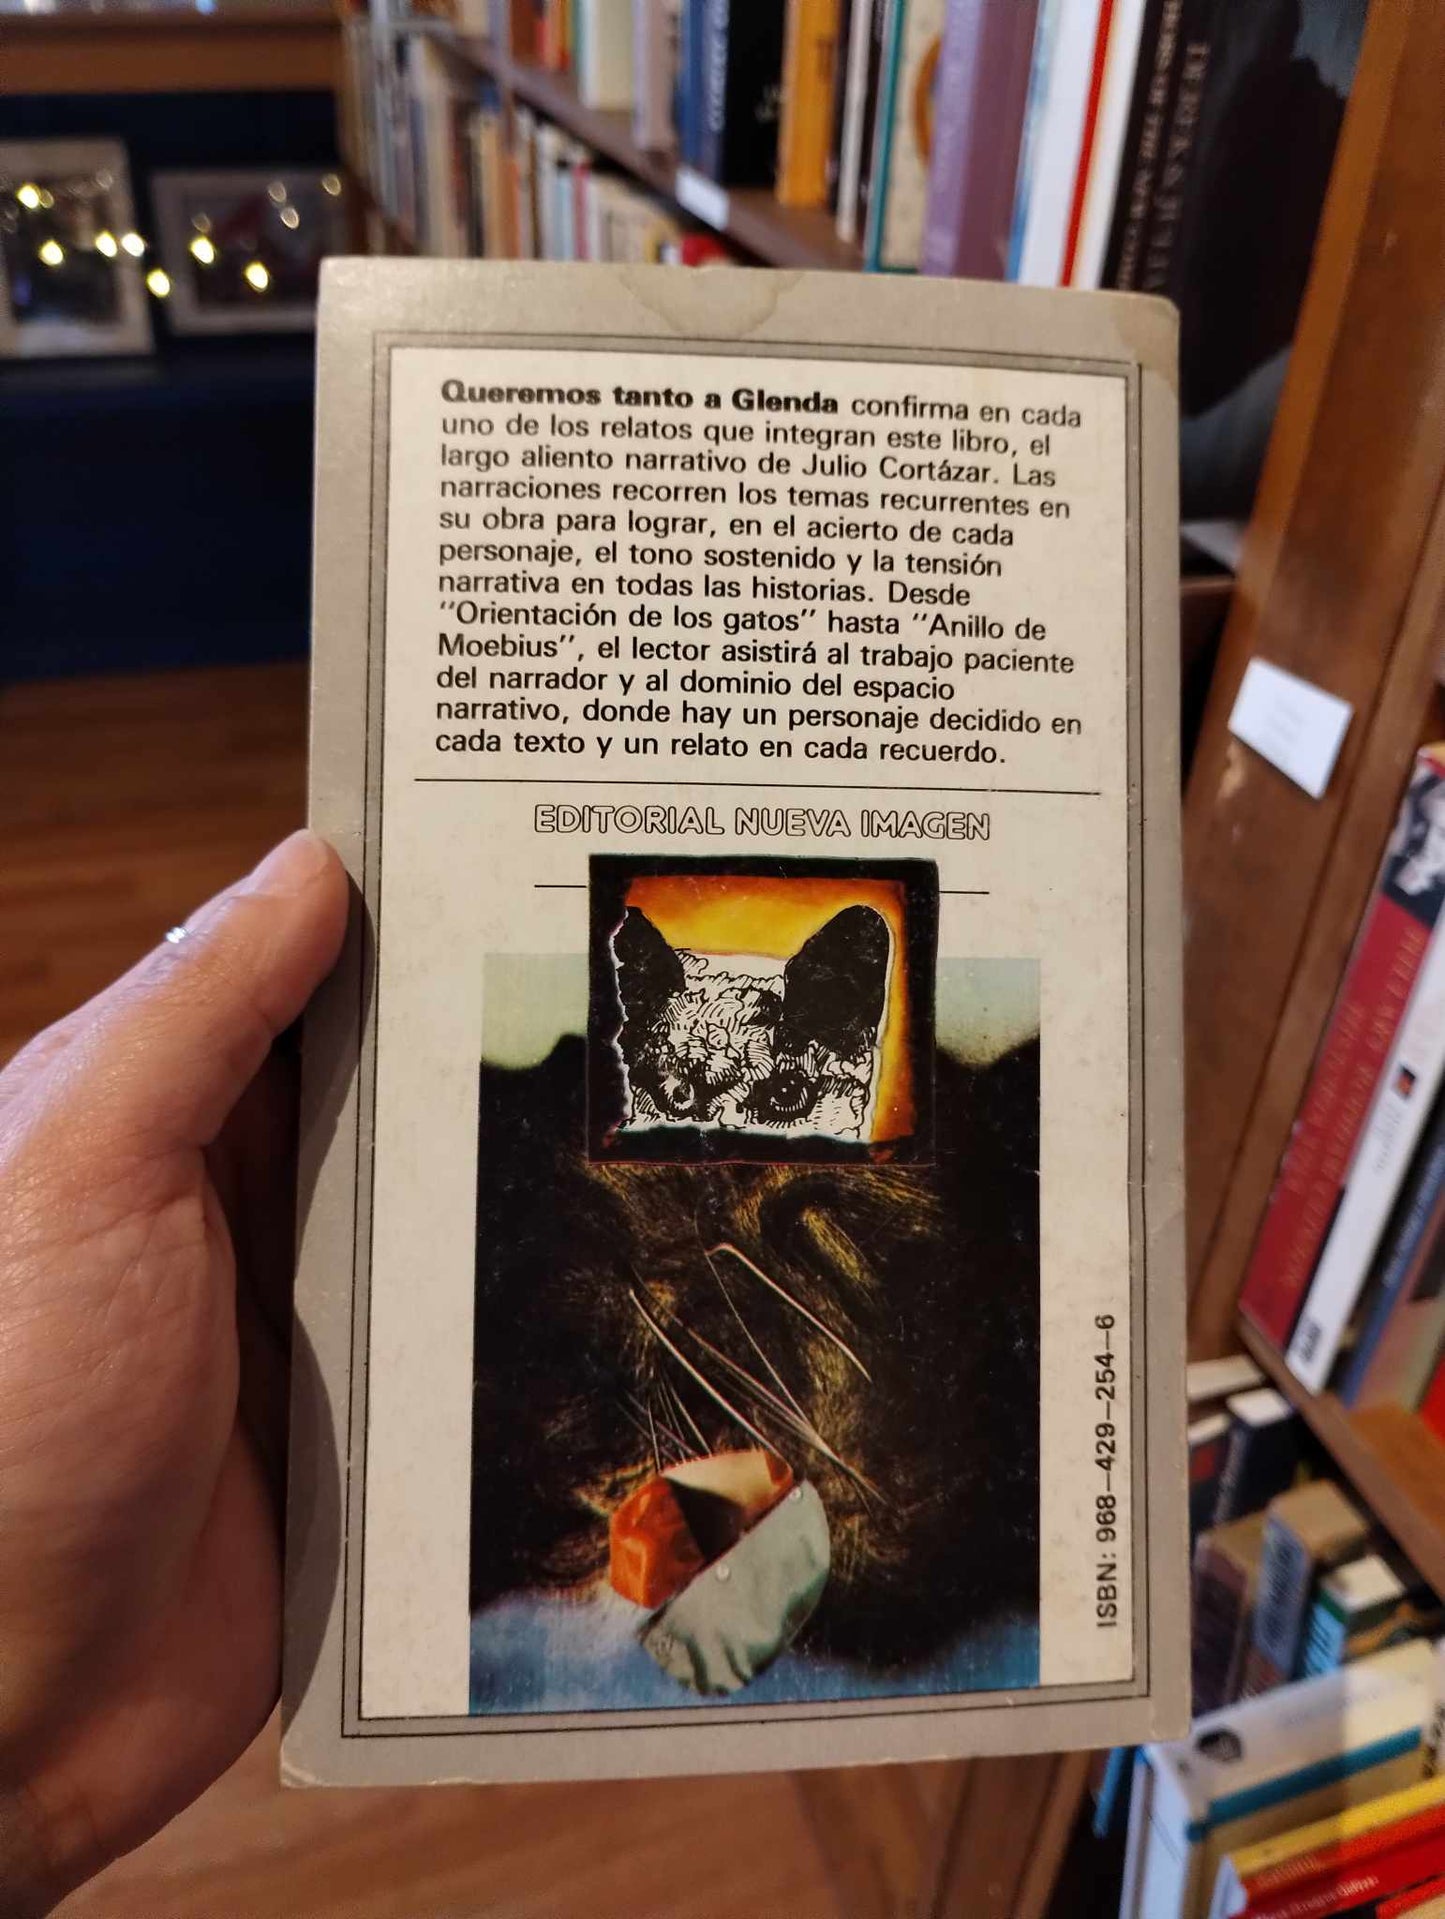 Queremos tanto a Glenda confirma en cada
uno de los relatos que integran este libro, el
largo aliento narrativo de Julio Cortázar. Las
narraciones recorren los temas recurrentes en
su obra para lograr, en el acierto de cada
personaje, el tono sostenido y la tensión
narrativa en todas las historias. Desde
"Orientación de los gatos" hasta "Anillo de
Moebius", el lector asistirá al trabajo paciente
del narrador y al dominio del espacio
narrativo, donde hay un personaje decidido en
cada texto y un relato en cada recuerdo.
EDITORIAL NUEVA IMAGEN
ISBN: 968-429-254-6